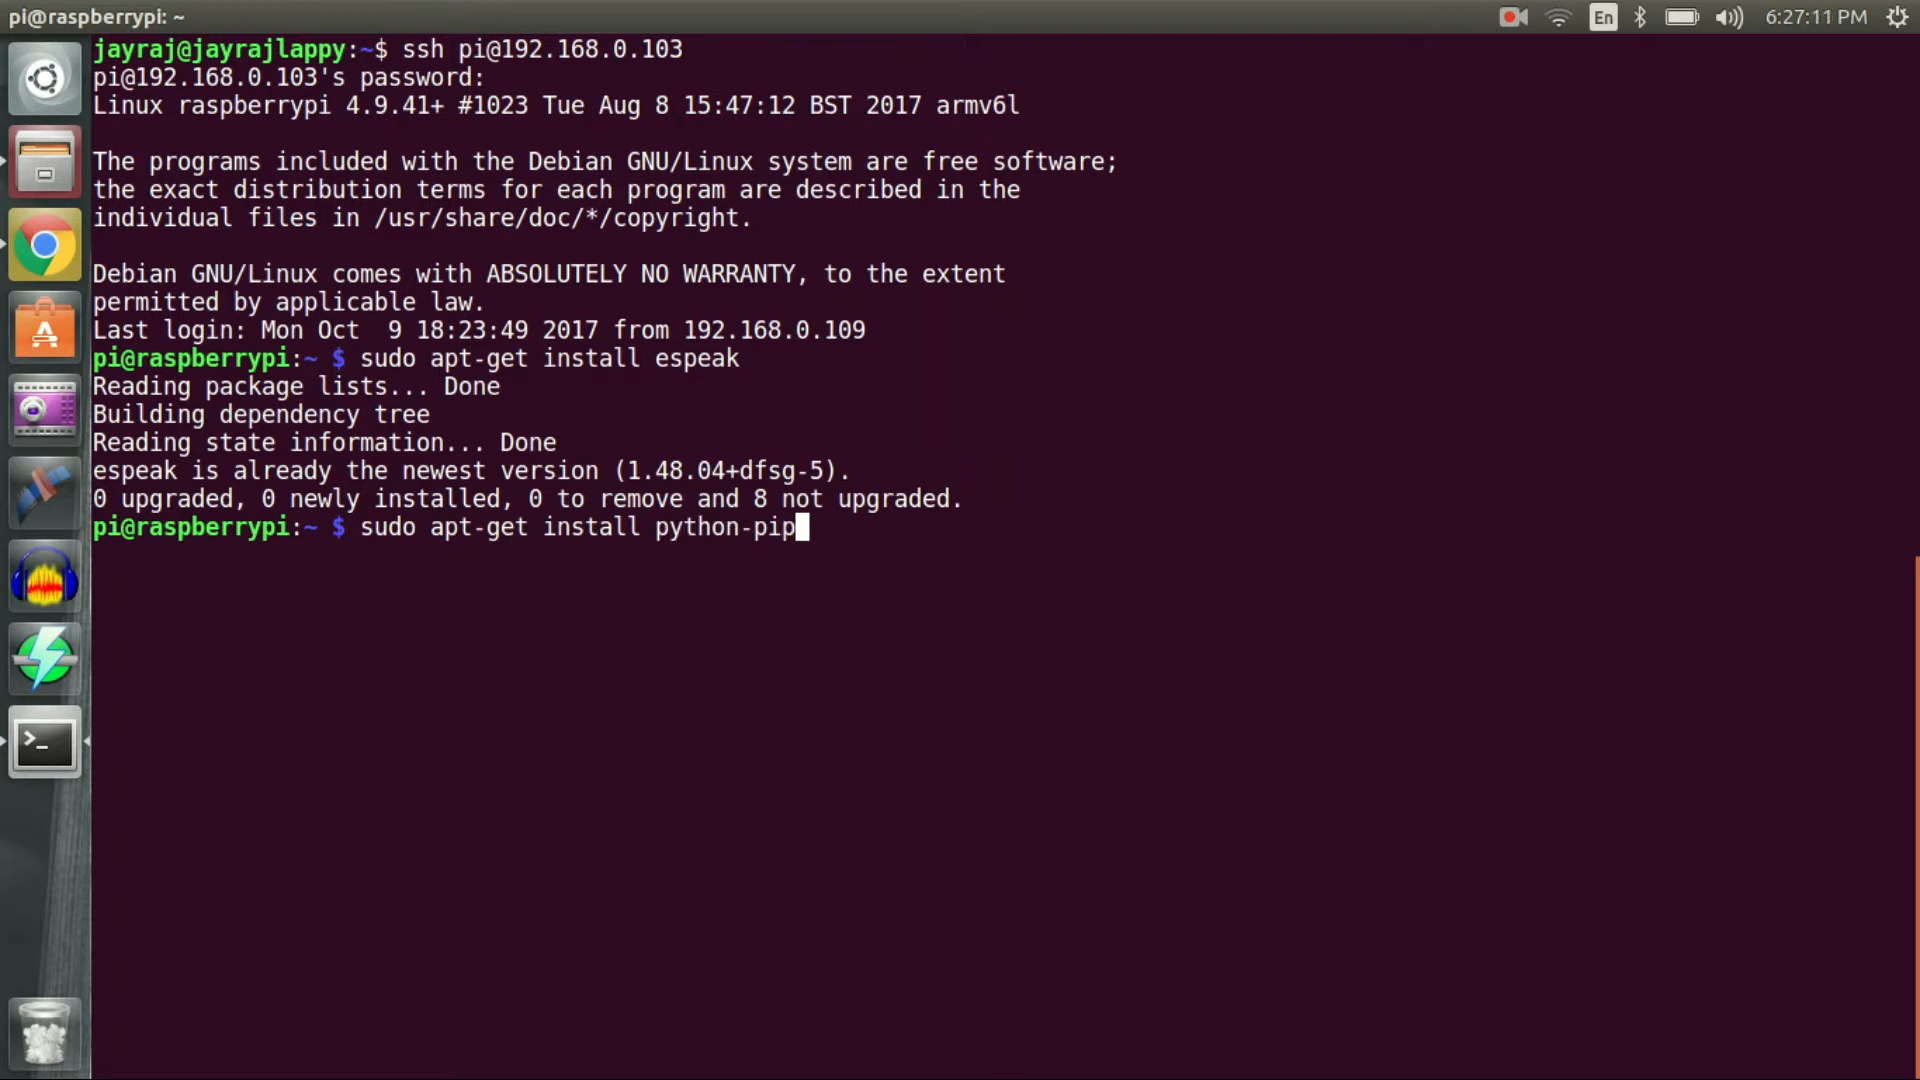 pi@raspberrypi: ~
En
6:27:11 PM
jayraj@jayrajlappy:~$ ssh pi@192.168.0.103
pi@192.168.0.103's password:
Linux raspberrypi 4.9.41+ #1023 Tue Aug 8 15:47:12 BST 2017 armv6l
The programs included with the Debian GNU/Linux system are free software;
the exact distribution terms for each program are described in the
individual files in /usr/share/doc/*/copyright.
Debian GNU/Linux comes with ABSOLUTELY NO WARRANTY, to the extent
permitted by applicable law.
Last login: Mon Oct  9 18:23:49 2017 from 192.168.0.109
pi@raspberrypi:~ $ sudo apt-get install espeak
Reading package lists... Done
Building dependency tree
Reading state information... Done
espeak is already the newest version (1.48.04+dfsg-5).
0 upgraded, 0 newly installed, 0 to remove and 8 not upgraded.
pi@raspberrypi:~ $ sudo apt-get install python-pip